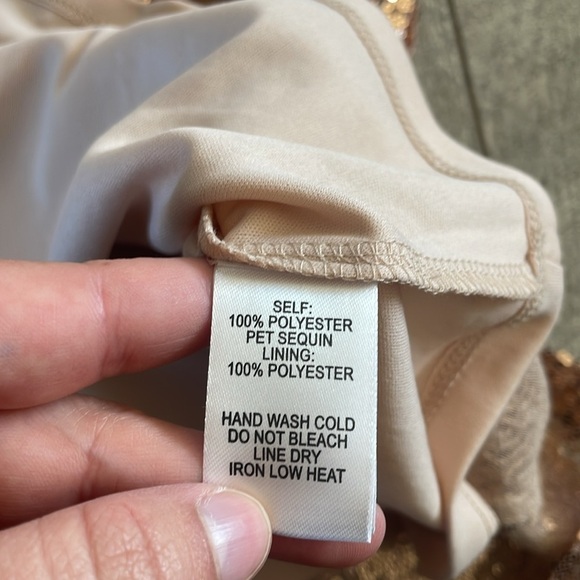 SELF:
100% POLYESTER
PET SEQUIN
LINING:
100% POLYESTER
HAND WASH COLD
DO NOT BLEACH
LINE DRY
IRON LOW HEAT